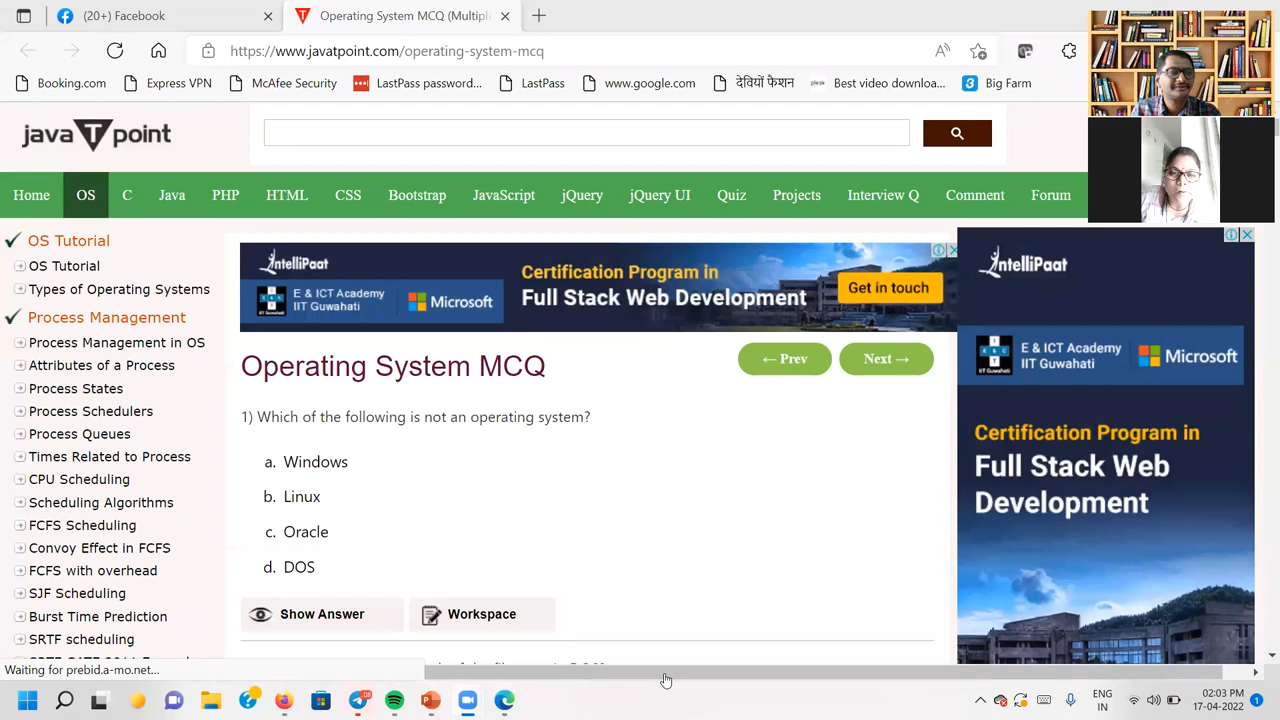 (20+) Facebook
Operating System MCQ (Multipl
https://www.javatpoint.com/operating-system-mcq
Booking.com
Express VPN
McAfee Security
LastPass password...
LastPass
www.google.com
देवियों फैशन
plesk
Best video downloa...
3
Big Farm
javaTpoint
Home
OS
C
Java
PHP
HTML
CSS
Bootstrap
JavaScript
jQuery
jQuery UI
Quiz
Projects
Interview Q
Comment
Forum
OS Tutorial
OS Tutorial
Types of Operating Systems
Process Management
Process Management in OS
Attributes of a Process
Process States
Process Schedulers
Process Queues
Times Related to Process
CPU Scheduling
Scheduling Algorithms
FCFS Scheduling
Convoy Effect in FCFS
FCFS with overhead
SJF Scheduling
Burst Time Prediction
SRTF scheduling
IntelliPaat
E & ICT Academy
IIT Guwahati
Microsoft
Certification Program in
Full Stack Web Development
Get in touch
Operating System MCQ
← Prev
Next →
1) Which of the following is not an operating system?
a. Windows
b. Linux
c. Oracle
d. DOS
Show Answer
Workspace
IntelliPaat
E & ICT Academy
IIT Guwahati
Microsoft
Certification Program in
Full Stack Web
Development
Waiting for prebid.a-mo.net...
ENG
IN
02:03 PM
17-04-2022
1